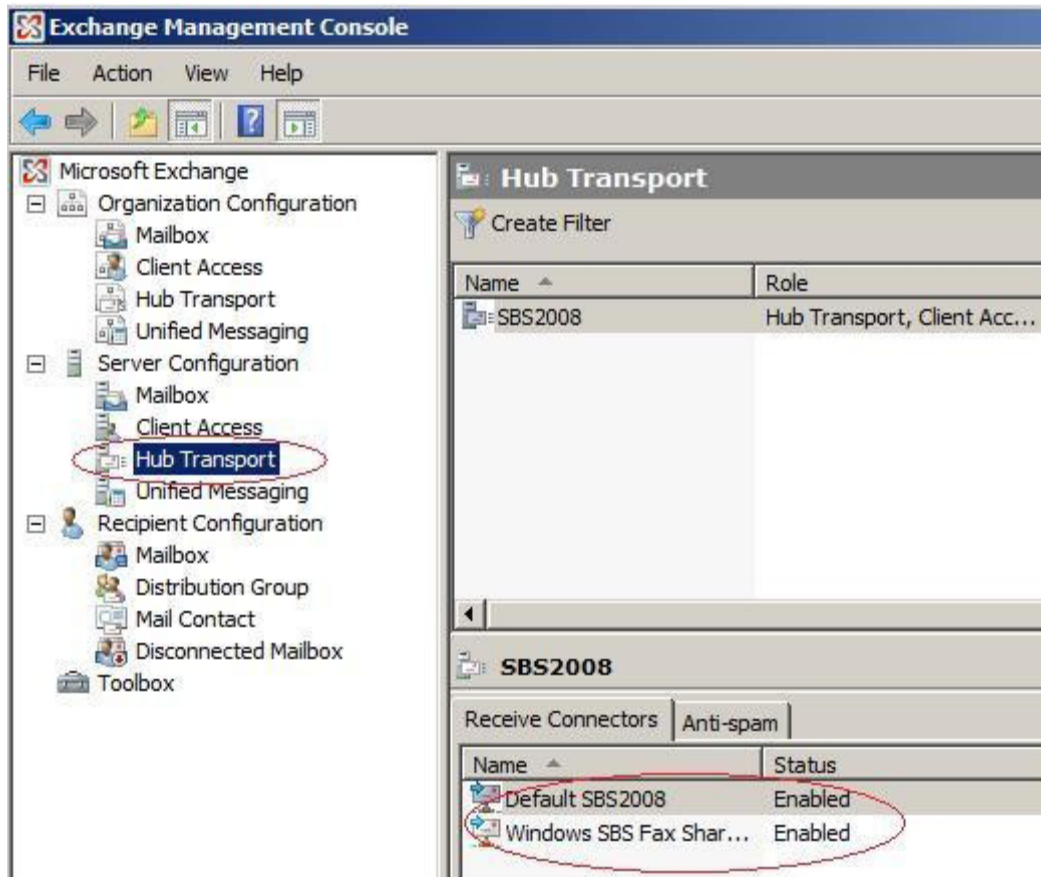 Exchange Management Console
File Action View Help
Microsoft Exchange
Organization Configuration
Mailbox
Client Access
Hub Transport
Unified Messaging
Server Configuration
Mailbox
Client Access
Hub Transport
Unified Messaging
Recipient Configuration
Mailbox
Distribution Group
Mail Contact
Disconnected Mailbox
Toolbox
Hub Transport
Create Filter
Name Role
SBS2008 Hub Transport, Client Acc...
SBS2008
Receive Connectors Anti-spam
Name Status
Default SBS2008 Enabled
Windows SBS Fax Shar... Enabled